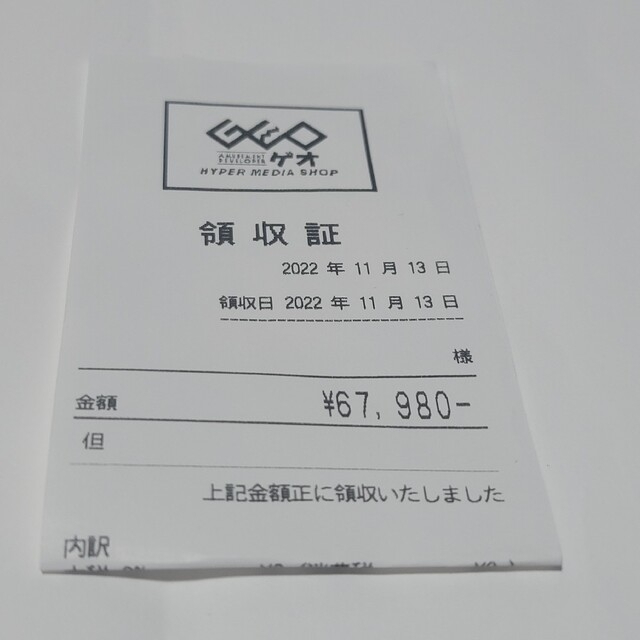 GEO
AMUSEMENT
DEVELOPER ゲオ
HYPER MEDIA SHOP
領収証
2022 年 11 月 13 日
領収日 2022 年 11 月 13 日
様
金額 ¥67,980-
但
上記金額正に領収いたしました
内訳